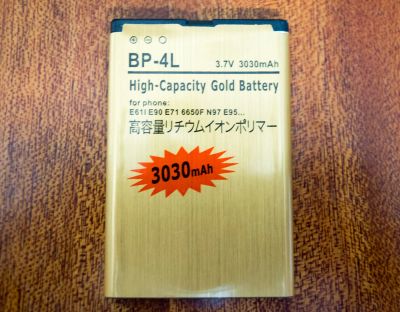 BP-4L 3.7V 3030mAh
High-Capacity Gold Battery
for phone:
E61I E90 E71 6650F N97 E95...
高容量リチウムイオンポリマー
3030mAh